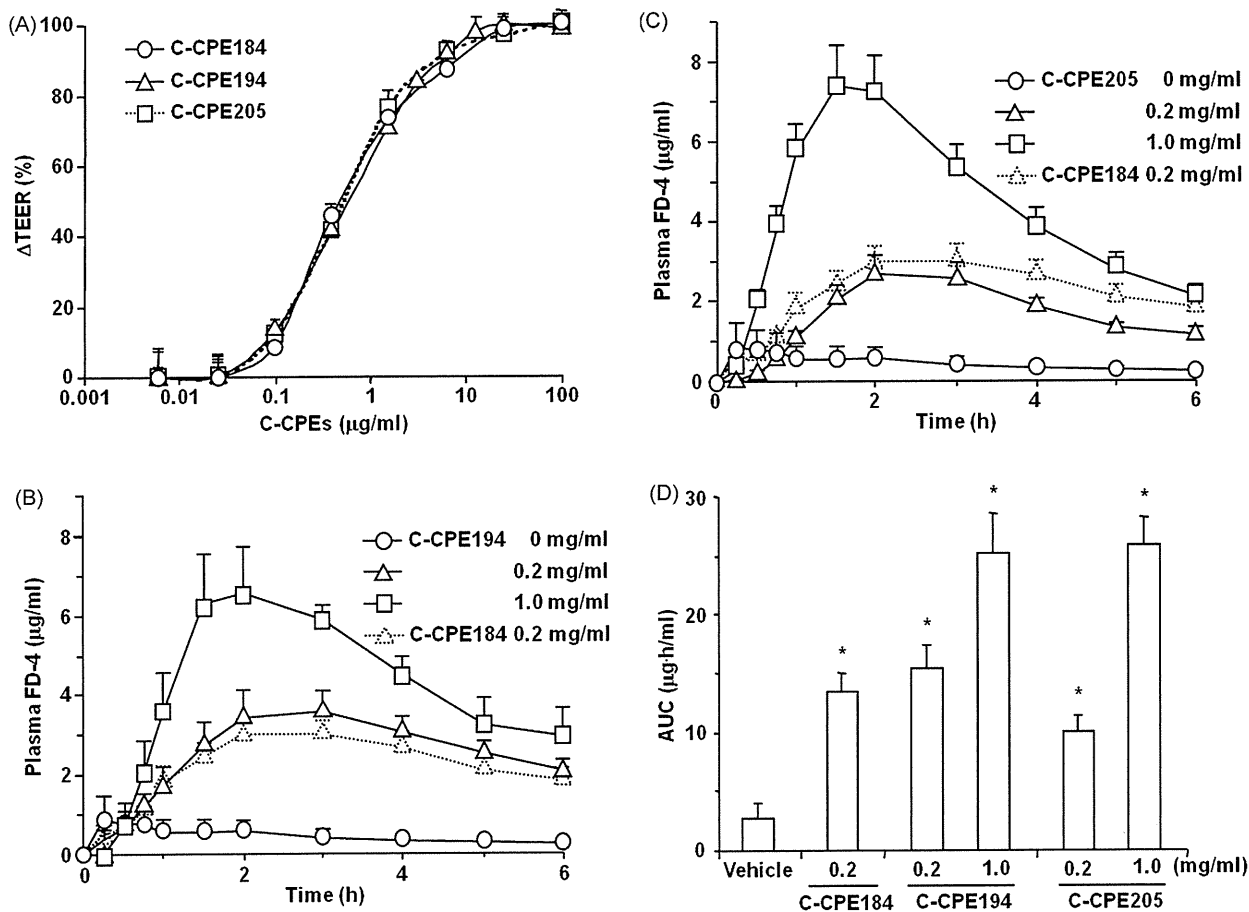 (A)
C-CPE184
C-CPE194
C-CPE205
100
80
60
40
20
0
ΔTEER (%)
0.001
0.01
0.1
1
10
100
C-CPEs (μg/ml)
(B)
C-CPE194 0 mg/ml
0.2 mg/ml
1.0 mg/ml
C-CPE184 0.2 mg/ml
8
6
4
2
0
Plasma FD-4 (μg/ml)
0
2
4
6
Time (h)
(C)
C-CPE205 0 mg/ml
0.2 mg/ml
1.0 mg/ml
C-CPE184 0.2 mg/ml
8
6
4
2
0
Plasma FD-4 (μg/ml)
0
2
4
6
Time (h)
(D)
30
20
10
0
AUC (μg·h/ml)
*
*
*
*
*
Vehicle 0.2 0.2 1.0 0.2 1.0 (mg/ml)
C-CPE184 C-CPE194 C-CPE205